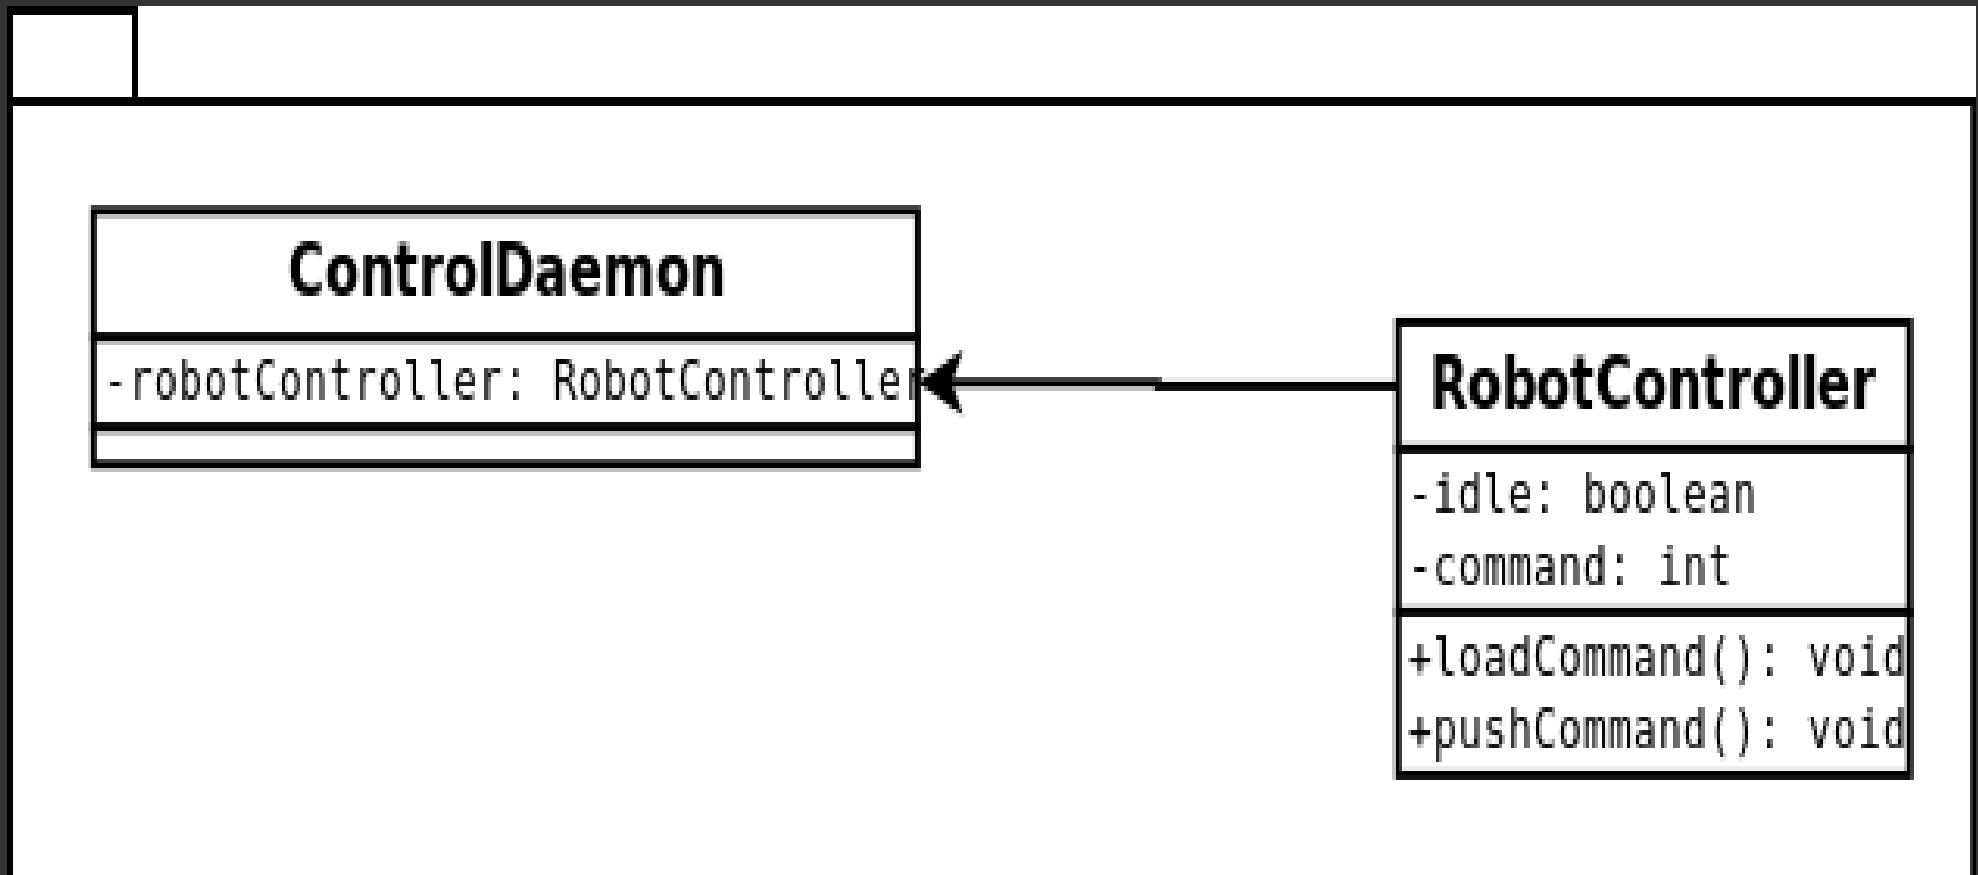 ControlDaemon
-robotController: RobotController
RobotController
-idle: boolean
-command: int
+loadCommand(): void
+pushCommand(): void